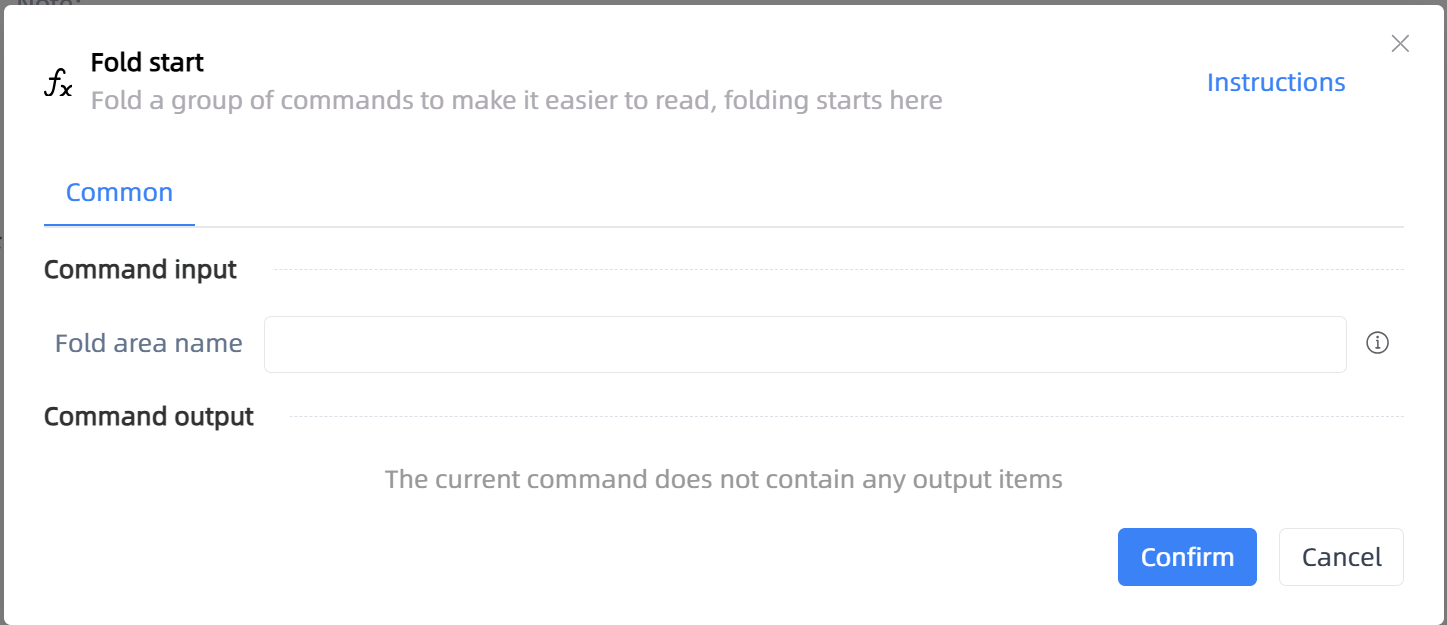 Fold start
Fold a group of commands to make it easier to read, folding starts here
Instructions
Common
Command input
Fold area name
Command output
The current command does not contain any output items
Confirm
Cancel